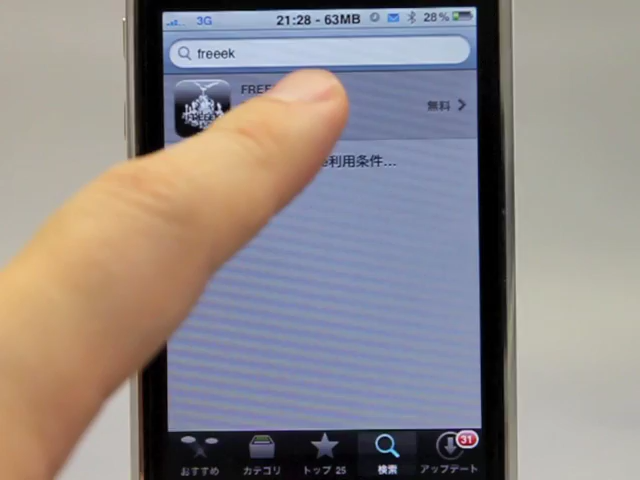 3G 21:28 - 63MB 28%
freeek
無料
利用条件...
31
おすすめ カテゴリ トップ 25 検索 アップデート